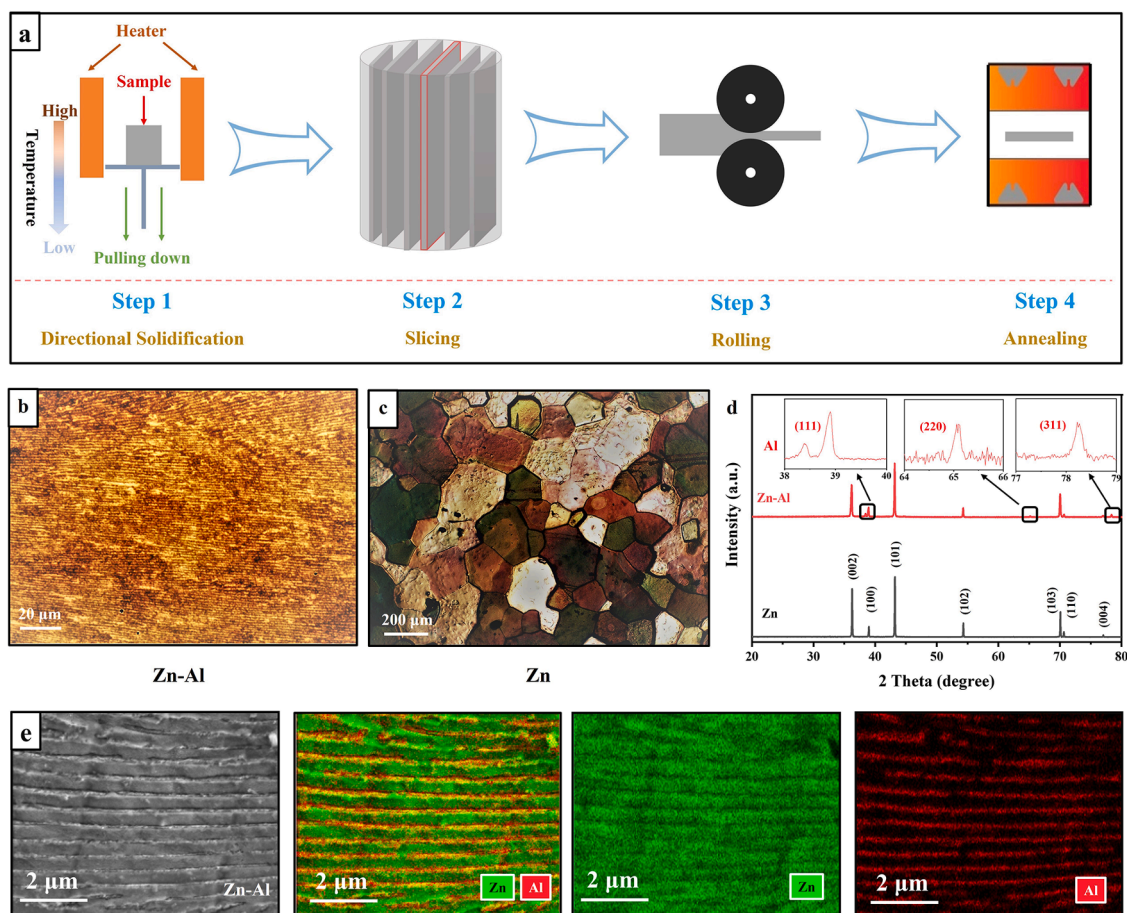 a
Heater
Sample
High
Temperature
Low
Pulling down
Step 1
Step 2
Step 3
Step 4
Directional Solidification
Slicing
Rolling
Annealing
b
20 μm
Zn-Al
c
200 μm
Zn
d
(111)
(220)
(311)
Al
38 39 40
64 65 66
77 78 79
Zn-Al
(002)
(100)
(101)
(102)
(103)
(110)
(004)
Zn
Intensity (a.u.)
20 30 40 50 60 70 80
2 Theta (degree)
e
2 μm
Zn-Al
2 μm
Zn Al
2 μm
Zn
2 μm
Al